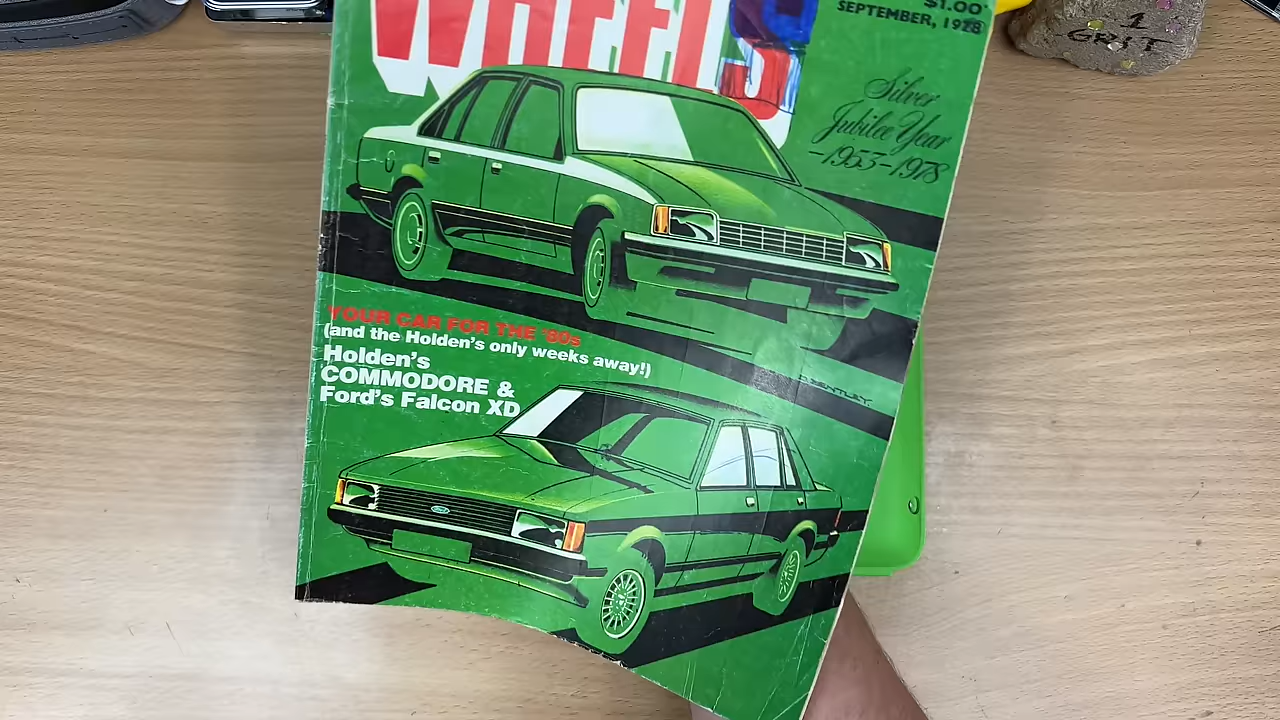 WHEELS
$1.00
SEPTEMBER, 1978
Silver
Jubilee Year
-1953-1978
YOUR CAR FOR THE '80s
(and the Holden's only weeks away!)
Holden's
COMMODORE &
Ford's Falcon XD
Ford
1
GRIT